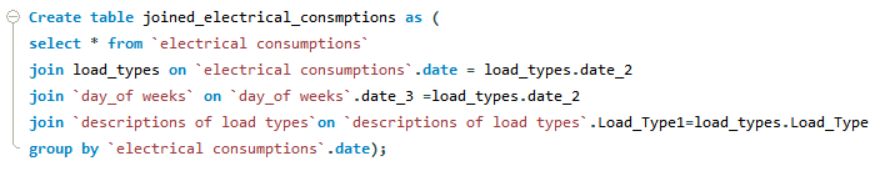 Create table joined_electrical_consmptions as (
select * from `electrical consumptions`
join load_types on `electrical consumptions`.date = load_types.date_2
join `day_of weeks` on `day_of weeks`.date_3 =load_types.date_2
join `descriptions of load types`on `descriptions of load types`.Load_Type1=load_types.Load_Type
group by `electrical consumptions`.date);